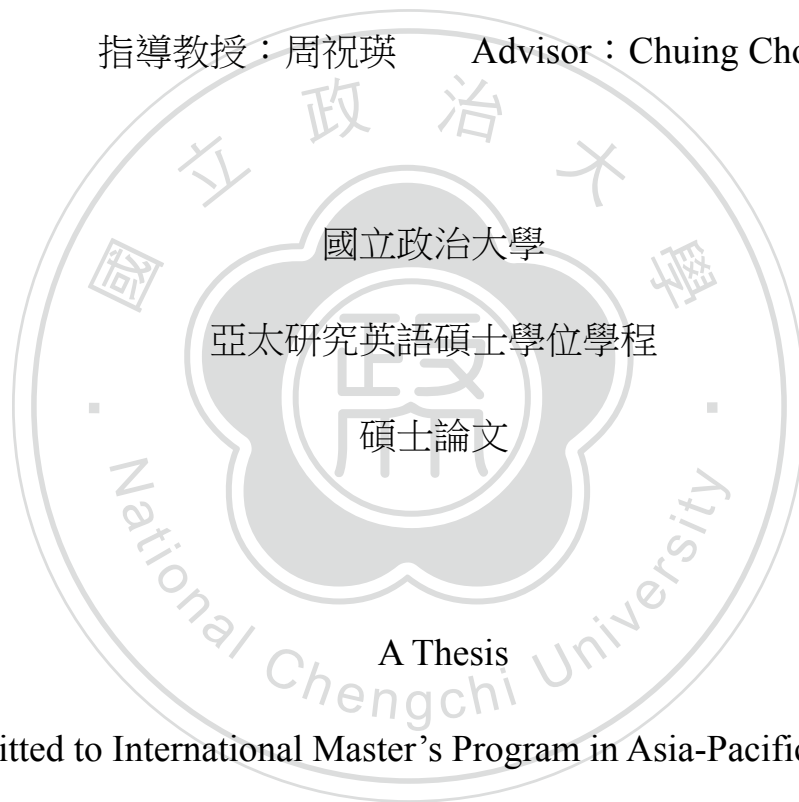 指導教授：周祝瑛 Advisor：Chuing Cho
國立政治大學
國立政治大學
亞太研究英語碩士學位學程
碩士論文
政
National Chengchi University
A Thesis
itted to International Master’s Program in Asia-Pacific